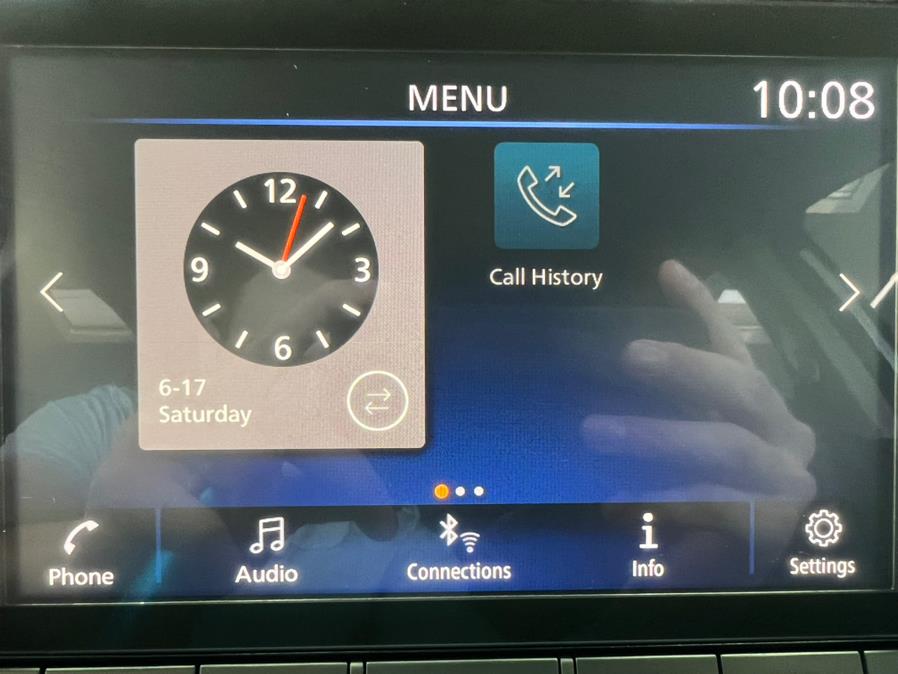 MENU
10:08
12
9
3
6
6-17
Saturday
Call History
Phone
Audio
Connections
Info
Settings